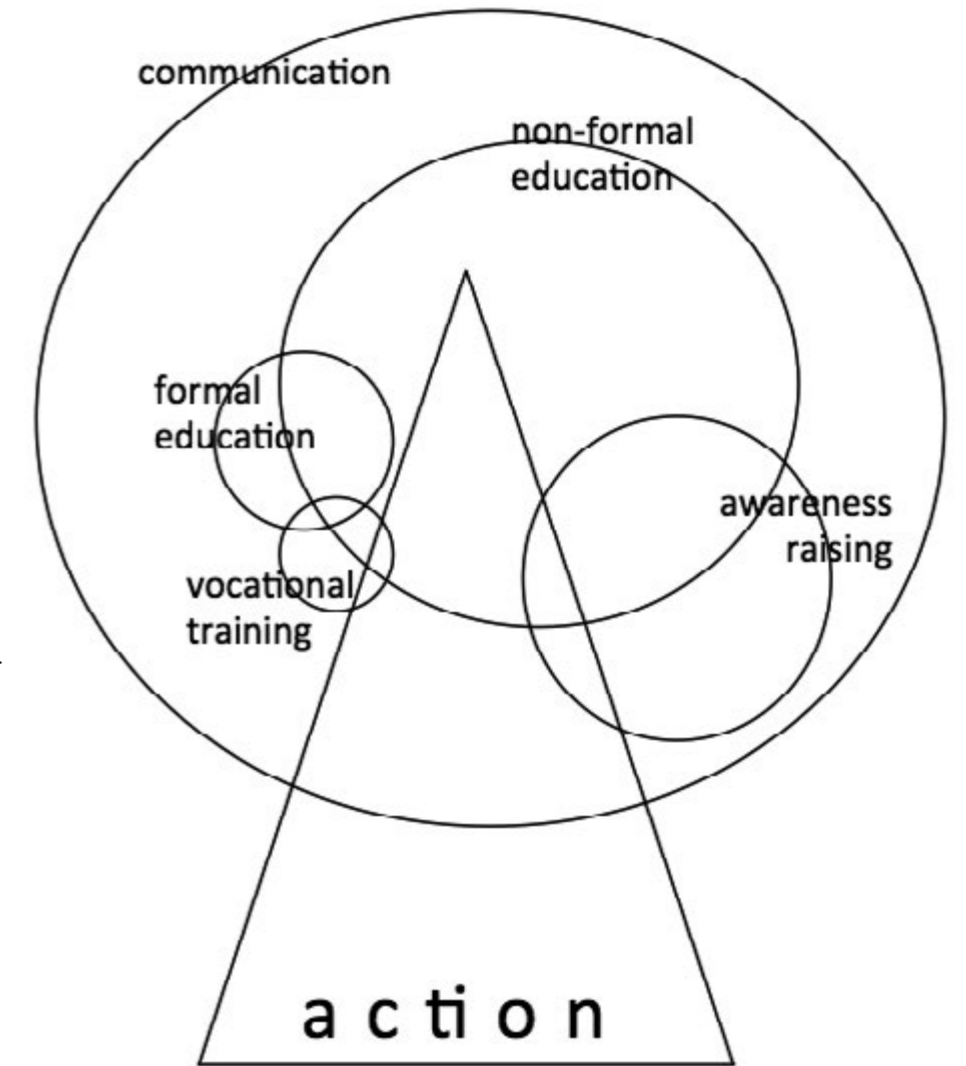 communication
non-formal
education
formal
education
awareness
raising
vocational
training
action